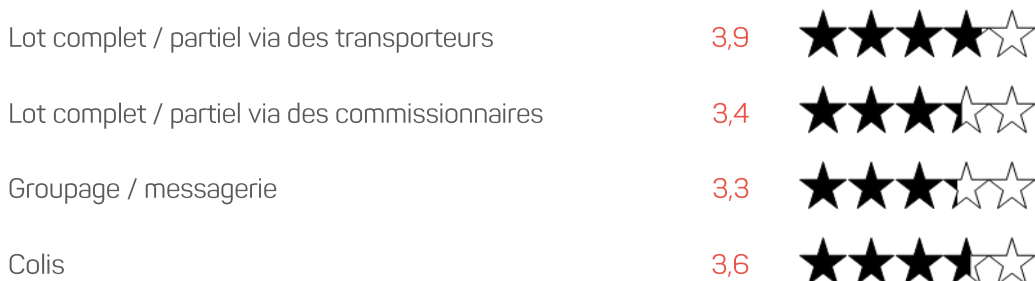 Lot complet / partiel via des transporteurs 3,9
Lot complet / partiel via des commissionnaires 3,4
Groupage / messagerie 3,3
Colis 3,6